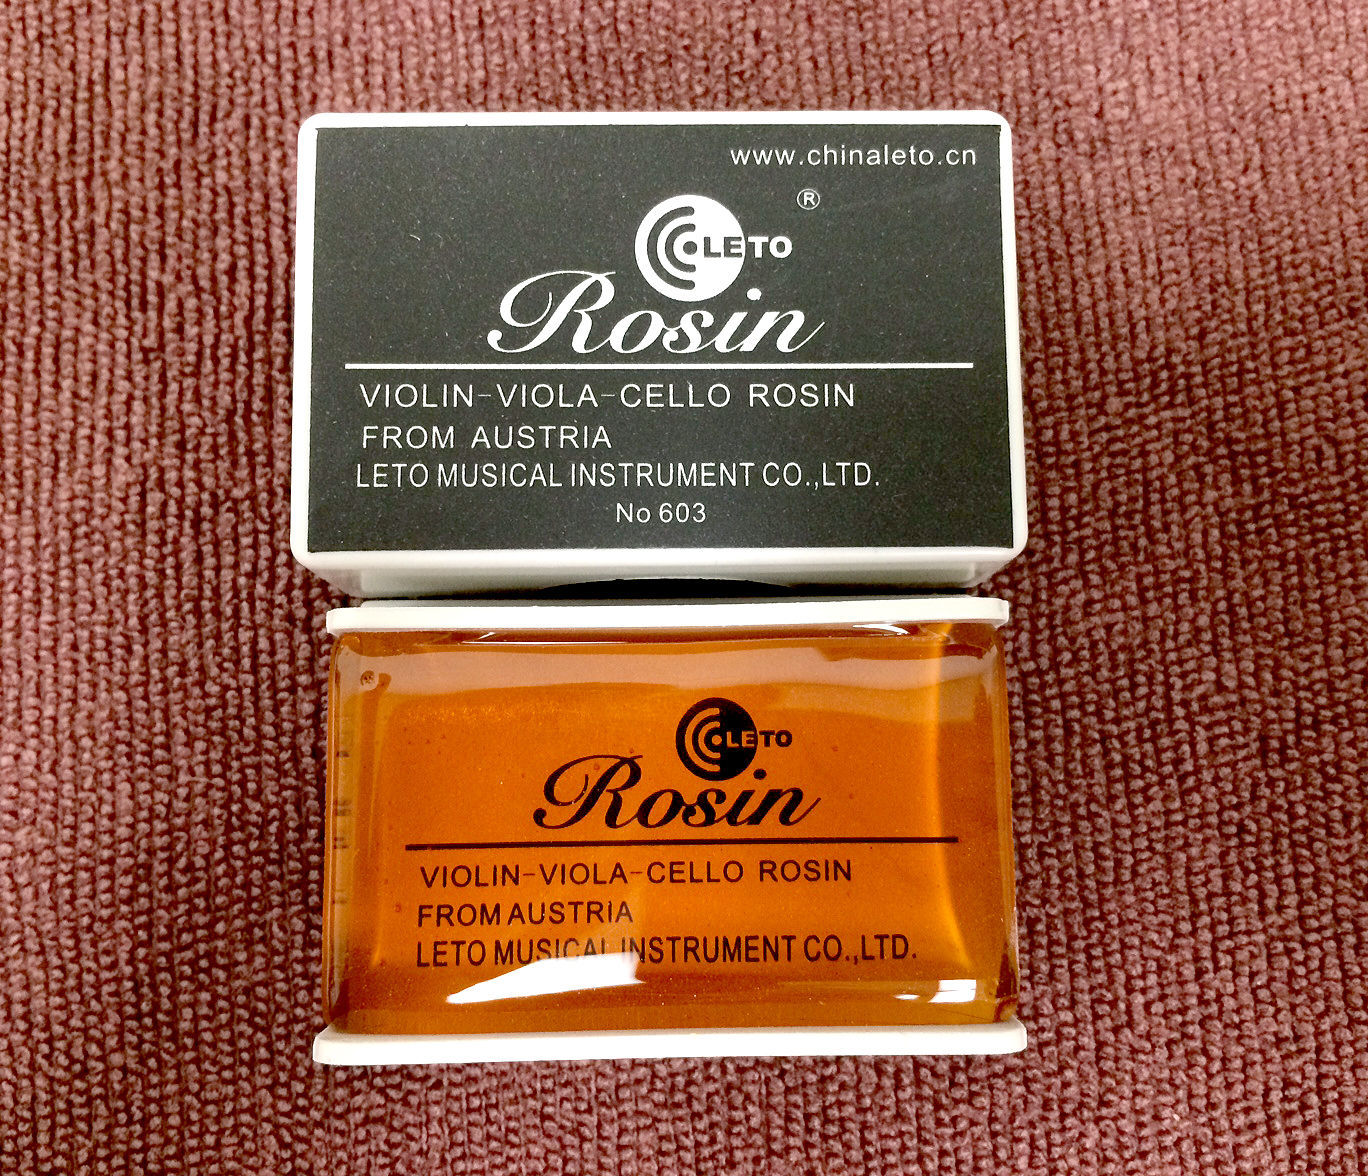 www.chinaleto.cn
LETO ®
Rosin
VIOLIN-VIOLA-CELLO ROSIN
FROM AUSTRIA
LETO MUSICAL INSTRUMENT CO.,LTD.
No 603
LETO
Rosin
VIOLIN-VIOLA-CELLO ROSIN
FROM AUSTRIA
LETO MUSICAL INSTRUMENT CO.,LTD.